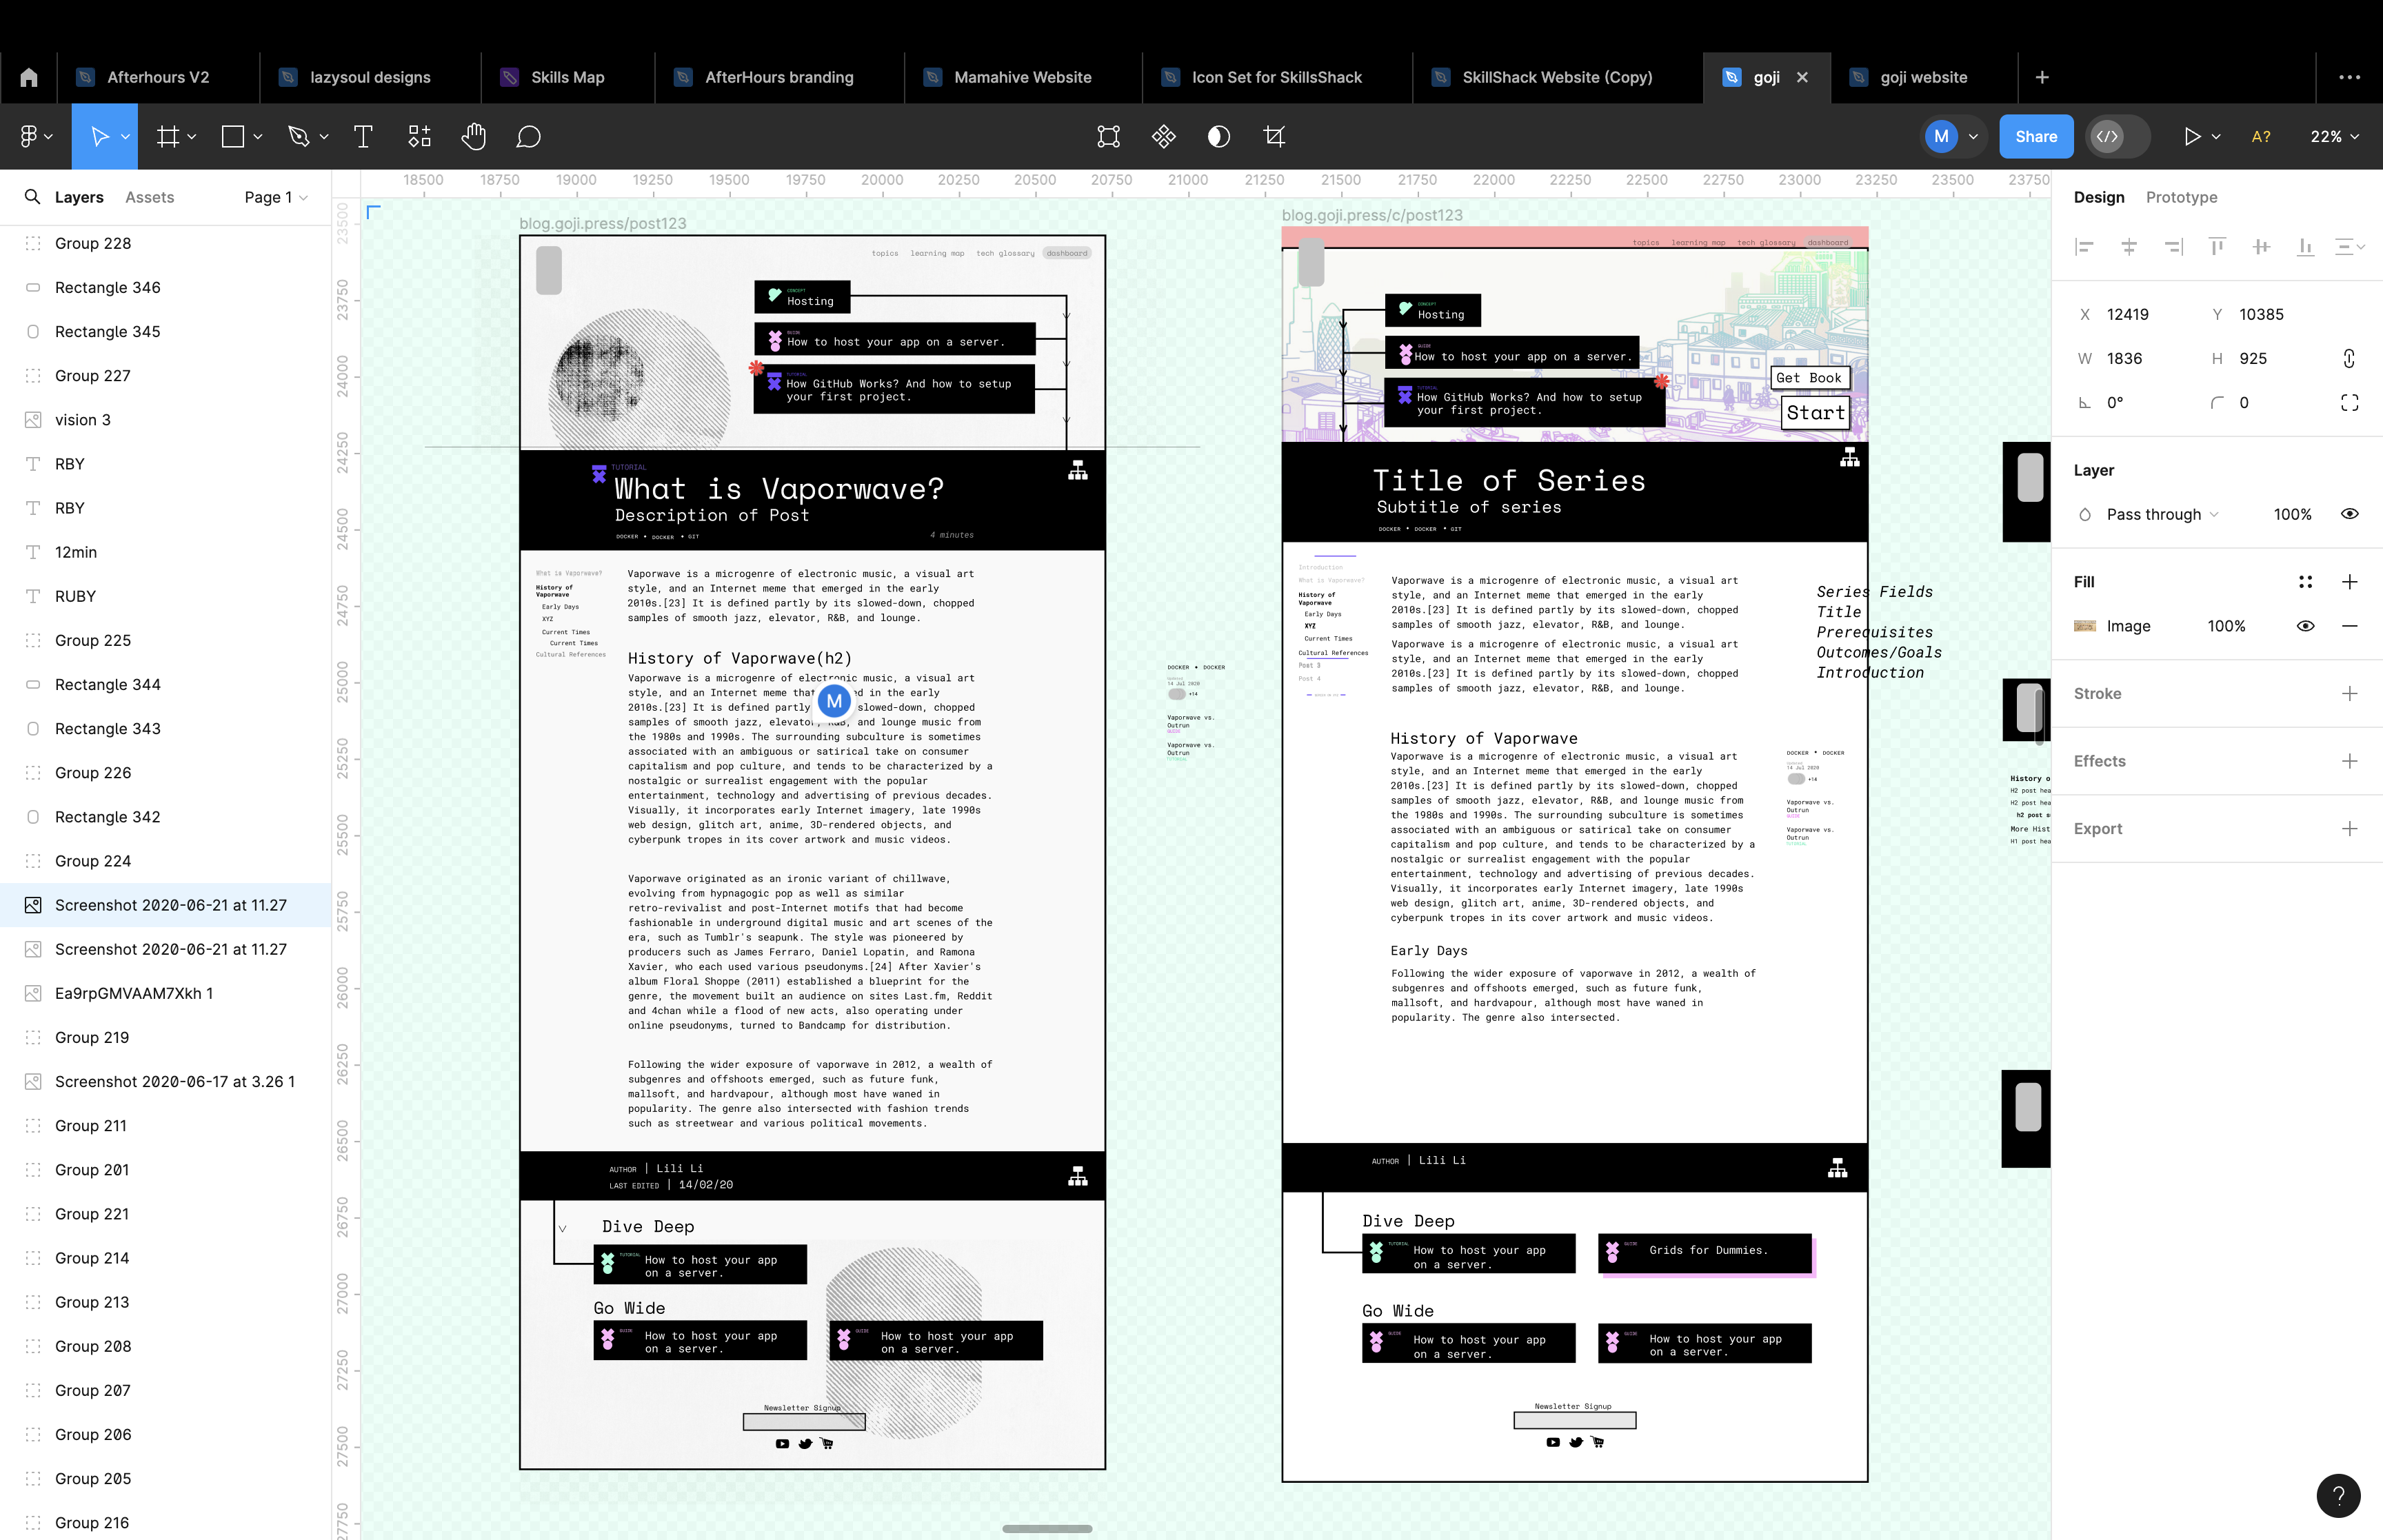 Afterhours V2
lazysoul designs
Skills Map
AfterHours branding
Mamahive Website
Icon Set for SkillsShack
SkillShack Website (Copy)
goji
goji website
M
Share
A?
22%
Layers
Assets
Page 1
Group 228
Rectangle 346
Rectangle 345
Group 227
vision 3
RBY
RBY
12min
RUBY
Group 225
Rectangle 344
Rectangle 343
Group 226
Rectangle 342
Group 224
Screenshot 2020-06-21 at 11.27
Screenshot 2020-06-21 at 11.27
Ea9rpGMVAAM7Xkh 1
Group 219
Screenshot 2020-06-17 at 3.26 1
Group 211
Group 201
Group 221
Group 214
Group 213
Group 208
Group 207
Group 206
Group 205
Group 216
18500 18750 19000 19250 19500 19750 20000 20250 20500 20750 21000 21250 21500 21750 22000 22250 22500 22750 23000 23250 23500 23750
23500
23750
24000
24250
24500
24750
25000
25250
25500
25750
26000
26250
26500
26750
27000
27250
27500
27750
blog.goji.press/post123
topics learning map tech glossary dashboard
CONCEPT
Hosting
GUIDE
How to host your app on a server.
TUTORIAL
How GitHub Works? And how to setup
your first project.
TUTORIAL
What is Vaporwave?
Description of Post
DOCKER • DOCKER • GIT
4 minutes
What is Vaporwave?
History of
Vaporwave
Early Days
XYZ
Current Times
Current Times
Cultural References
Vaporwave is a microgenre of electronic music, a visual art
style, and an Internet meme that emerged in the early
2010s.[23] It is defined partly by its slowed-down, chopped
samples of smooth jazz, elevator, R&B, and lounge.
History of Vaporwave(h2)
Vaporwave is a microgenre of electronic music, a visual art
style, and an Internet meme that M d in the early
2010s.[23] It is defined partly slowed-down, chopped
samples of smooth jazz, elevator, R&B, and lounge music from
the 1980s and 1990s. The surrounding subculture is sometimes
associated with an ambiguous or satirical take on consumer
capitalism and pop culture, and tends to be characterized by a
nostalgic or surrealist engagement with the popular
entertainment, technology and advertising of previous decades.
Visually, it incorporates early Internet imagery, late 1990s
web design, glitch art, anime, 3D-rendered objects, and
cyberpunk tropes in its cover artwork and music videos.
Vaporwave originated as an ironic variant of chillwave,
evolving from hypnagogic pop as well as similar
retro-revivalist and post-Internet motifs that had become
fashionable in underground digital music and art scenes of the
era, such as Tumblr's seapunk. The style was pioneered by
producers such as James Ferraro, Daniel Lopatin, and Ramona
Xavier, who each used various pseudonyms.[24] After Xavier's
album Floral Shoppe (2011) established a blueprint for the
genre, the movement built an audience on sites Last.fm, Reddit
and 4chan while a flood of new acts, also operating under
online pseudonyms, turned to Bandcamp for distribution.
Following the wider exposure of vaporwave in 2012, a wealth of
subgenres and offshoots emerged, such as future funk,
mallsoft, and hardvapour, although most have waned in
popularity. The genre also intersected with fashion trends
such as streetwear and various political movements.
AUTHOR | Lili Li
LAST EDITED | 14/02/20
Dive Deep
TUTORIAL
How to host your app
on a server.
Go Wide
GUIDE
How to host your app
on a server.
GUIDE
How to host your app
on a server.
Newsletter Signup
DOCKER • DOCKER
14 Jul 2020
+14
Vaporwave vs.
Outrun
GUIDE
Vaporwave vs.
Outrun
TUTORIAL
blog.goji.press/c/post123
topics learning map tech glossary dashboard
CONCEPT
Hosting
GUIDE
How to host your app on a server.
TUTORIAL
How GitHub Works? And how to setup
your first project.
Get Book
Start
Title of Series
Subtitle of series
DOCKER • DOCKER • GIT
Introduction
What is Vaporwave?
History of
Vaporwave
Early Days
XYZ
Current Times
Cultural References
Post 3
Post 4
Vaporwave is a microgenre of electronic music, a visual art
style, and an Internet meme that emerged in the early
2010s.[23] It is defined partly by its slowed-down, chopped
samples of smooth jazz, elevator, R&B, and lounge.
Vaporwave is a microgenre of electronic music, a visual art
style, and an Internet meme that emerged in the early
2010s.[23] It is defined partly by its slowed-down, chopped
samples of smooth jazz, elevator, R&B, and lounge.
Series Fields
Title
Prerequisites
Outcomes/Goals
Introduction
History of Vaporwave
Vaporwave is a microgenre of electronic music, a visual art
style, and an Internet meme that emerged in the early
2010s.[23] It is defined partly by its slowed-down, chopped
samples of smooth jazz, elevator, R&B, and lounge music from
the 1980s and 1990s. The surrounding subculture is sometimes
associated with an ambiguous or satirical take on consumer
capitalism and pop culture, and tends to be characterized by a
nostalgic or surrealist engagement with the popular
entertainment, technology and advertising of previous decades.
Visually, it incorporates early Internet imagery, late 1990s
web design, glitch art, anime, 3D-rendered objects, and
cyberpunk tropes in its cover artwork and music videos.
DOCKER • DOCKER
14 Jul 2020
+14
Vaporwave vs.
Outrun
GUIDE
Vaporwave vs.
Outrun
TUTORIAL
Early Days
Following the wider exposure of vaporwave in 2012, a wealth of
subgenres and offshoots emerged, such as future funk,
mallsoft, and hardvapour, although most have waned in
popularity. The genre also intersected.
AUTHOR | Lili Li
Dive Deep
TUTORIAL
How to host your app
on a server.
GUIDE
Grids for Dummies.
Go Wide
GUIDE
How to host your app
on a server.
GUIDE
How to host your app
on a server.
Newsletter Signup
History o
H2 post hea
H2 post hea
h2 post s
More Hist
H1 post hea
Design
Prototype
X 12419
Y 10385
W 1836
H 925
0°
0
Layer
Pass through
100%
Fill
Image
100%
Stroke
Effects
Export
?